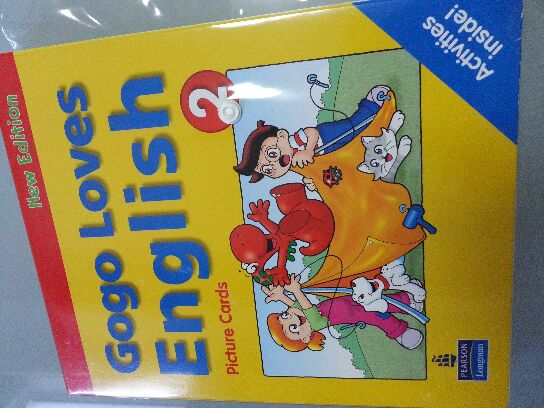 New Edition
Activities
inside!
Gogo Loves
English
2
Picture Cards
PEARSON
Longman